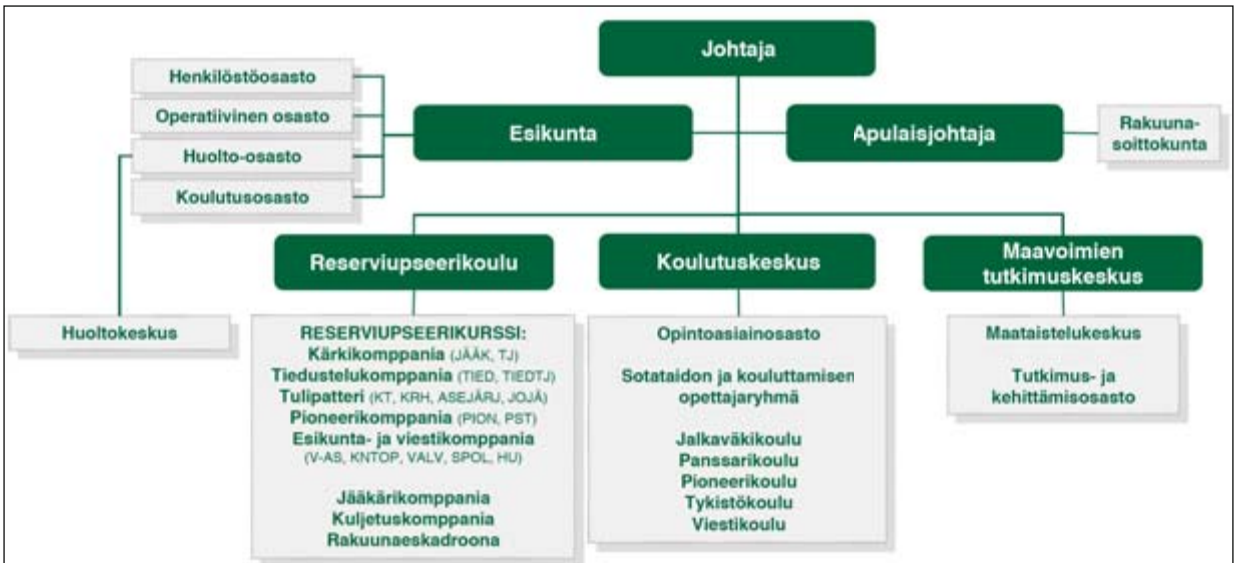 Johtaja
Henkilöstöosasto
Operatiivinen osasto
Huolto-osasto
Koulutusosasto
Esikunta
Apulaisjohtaja
Rakuuna-
soittokunta
Reserviupseerikoulu
Koulutuskeskus
Maavoimien
tutkimuskeskus
Huoltokeskus
RESERVIUPSEERIKURSSI:
Kärkikomppania (JÄÄK, TJ)
Tiedustelukomppania (TIED, TIEDTJ)
Tulipatteri (KT, KRH, ASEJÄRJ, JOJÄ)
Pioneerikomppania (PION, PST)
Esikunta- ja viestikomppania
(V-AS, KNTOP, VALV, SPOL, HU)
Jääkärikomppania
Kuljetuskomppania
Rakuunaeskadroona
Opintoasiainosasto
Sotataidon ja kouluttamisen
opettajaryhmä
Jalkaväkikoulu
Panssarikoulu
Pioneerikoulu
Tykistökoulu
Viestikoulu
Maataistelukeskus
Tutkimus- ja
kehittämisosasto